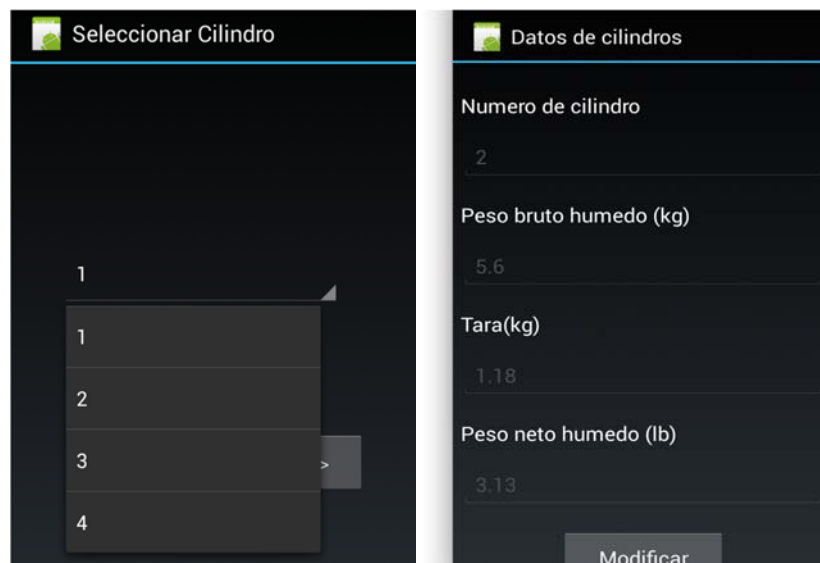 Seleccionar Cilindro
1
1
2
3
4
>
Datos de cilindros
Numero de cilindro
2
Peso bruto humedo (kg)
5.6
Tara(kg)
1.18
Peso neto humedo (lb)
3.13
Modificar